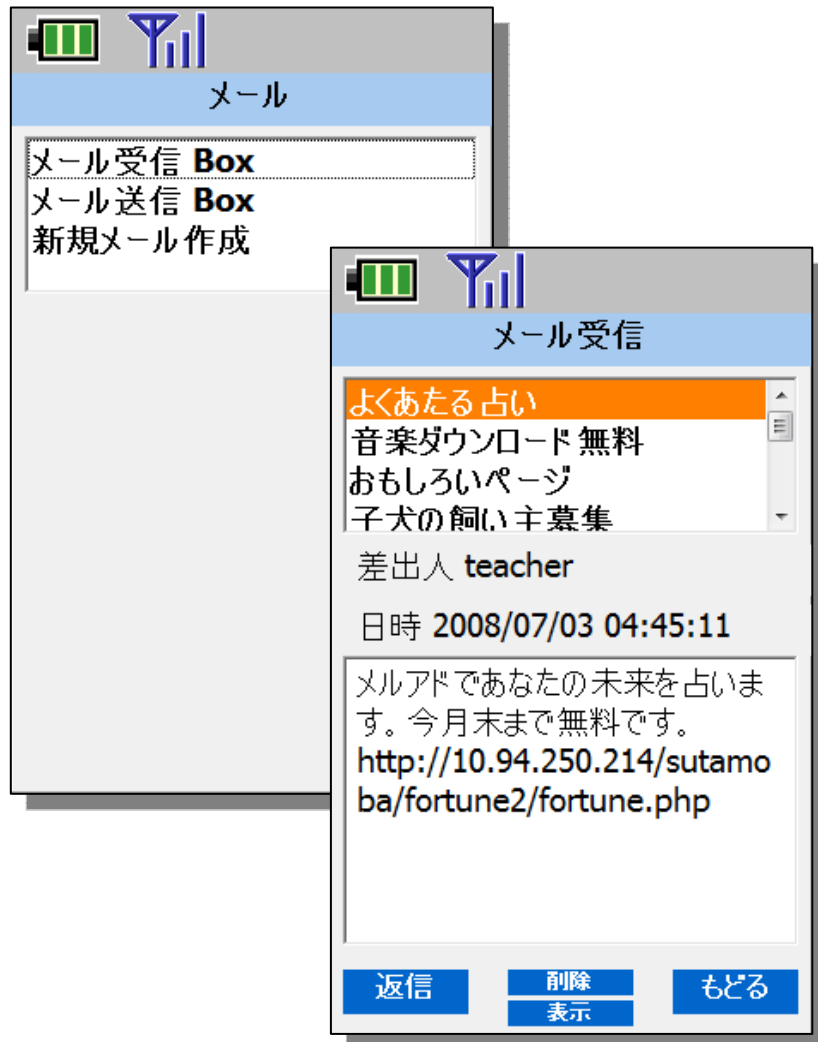 メール
メール受信 Box
メール送信 Box
新規メール作成
メール受信
よくあたる占い
音楽ダウンロード無料
おもしろいページ
子犬の飼い主募集
差出人 teacher
日時 2008/07/03 04:45:11
メルアドであなたの未来を占いま
す。今月末まで無料です。
http://10.94.250.214/sutamo
ba/fortune2/fortune.php
返信
削除
表示
もどる